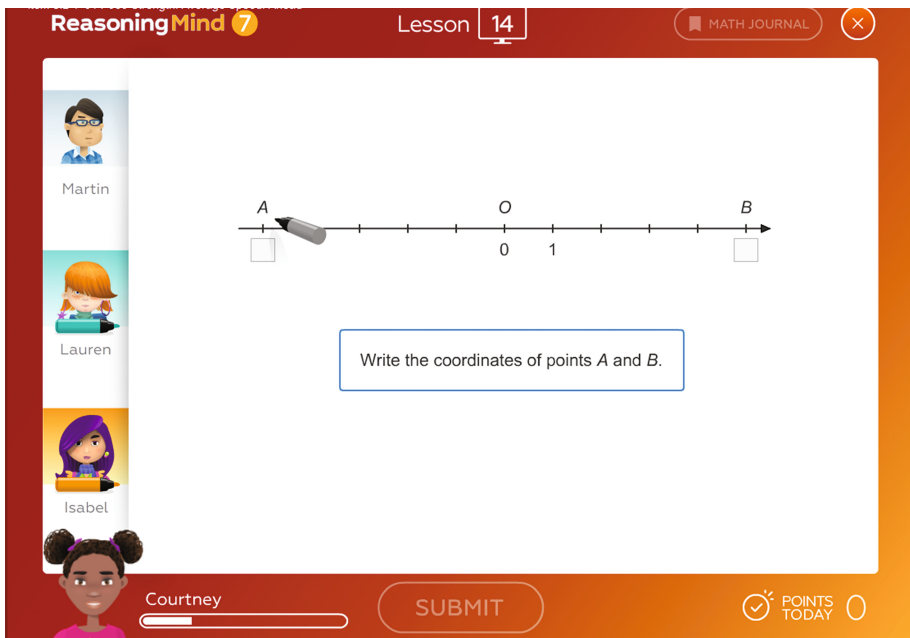 ReasoningMind 7
Lesson 14
MATH JOURNAL
Martin
A
O
B
0
1
Lauren
Write the coordinates of points A and B.
Isabel
Courtney
SUBMIT
POINTS
TODAY
0